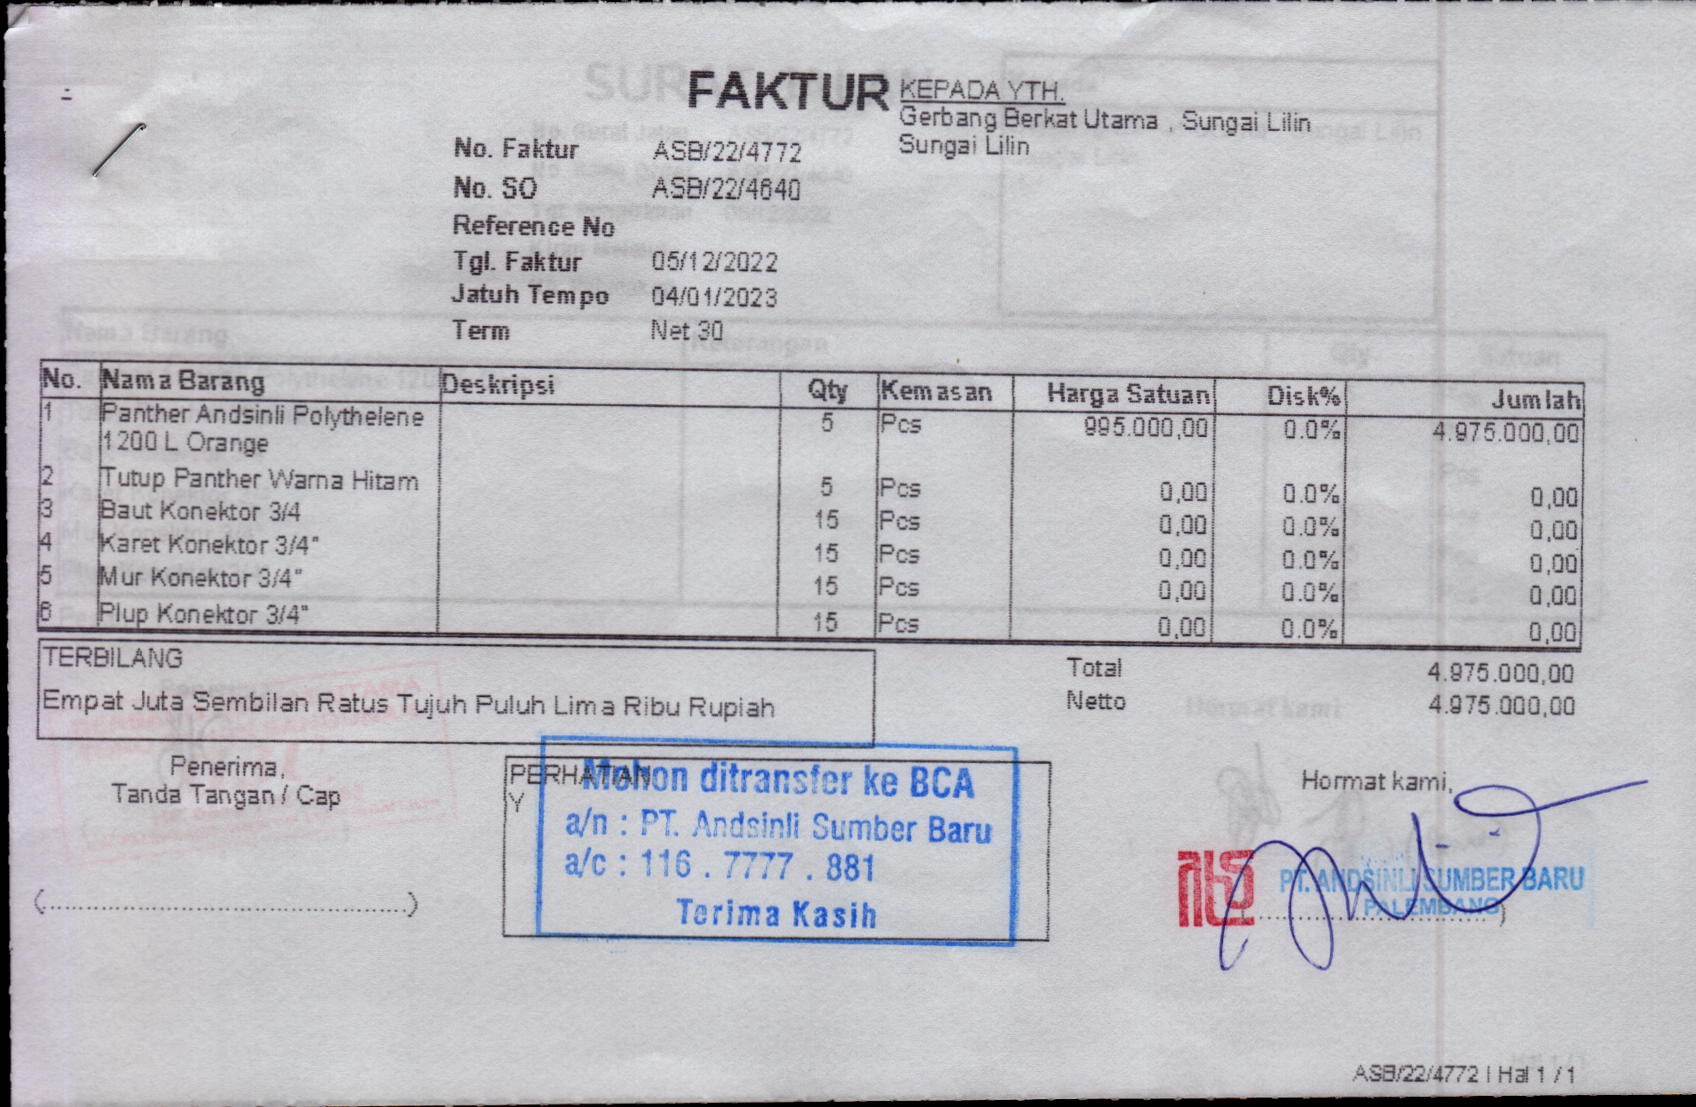 FAKTUR
KEPADA YTH.
Gerbang Berkat Utama , Sungai Lilin
Sungai Lilin
No. Faktur ASB/22/4772
No. SO ASB/22/4640
Reference No
Tgl. Faktur 05/12/2022
Jatuh Tempo 04/01/2023
Term Net 30
No. Nama Barang Deskripsi Qty Kemasan Harga Satuan Disk% Jumlah
1 Panther Andsinli Polythelene 5 Pcs 995.000,00 0.0% 4.975.000,00
1200 L Orange
2 Tutup Panther Warna Hitam 5 Pcs 0,00 0.0% 0,00
3 Baut Konektor 3/4 15 Pcs 0,00 0.0% 0,00
4 Karet Konektor 3/4" 15 Pcs 0,00 0.0% 0,00
5 Mur Konektor 3/4" 15 Pcs 0,00 0.0% 0,00
6 Plup Konektor 3/4" 15 Pcs 0,00 0.0% 0,00
TERBILANG
Empat Juta Sembilan Ratus Tujuh Puluh Lima Ribu Rupiah
Total 4.975.000,00
Netto 4.975.000,00
Penerima,
Tanda Tangan / Cap
(........................................)
PERHATIAN
Y
Mohon ditransfer ke BCA
a/n : PT. Andsinli Sumber Baru
a/c : 116 . 7777 . 881
Terima Kasih
Hormat kami,
PT. ANDSINLI SUMBER BARU
PALEMBANG
ASB/22/4772 | Hal 1 / 1